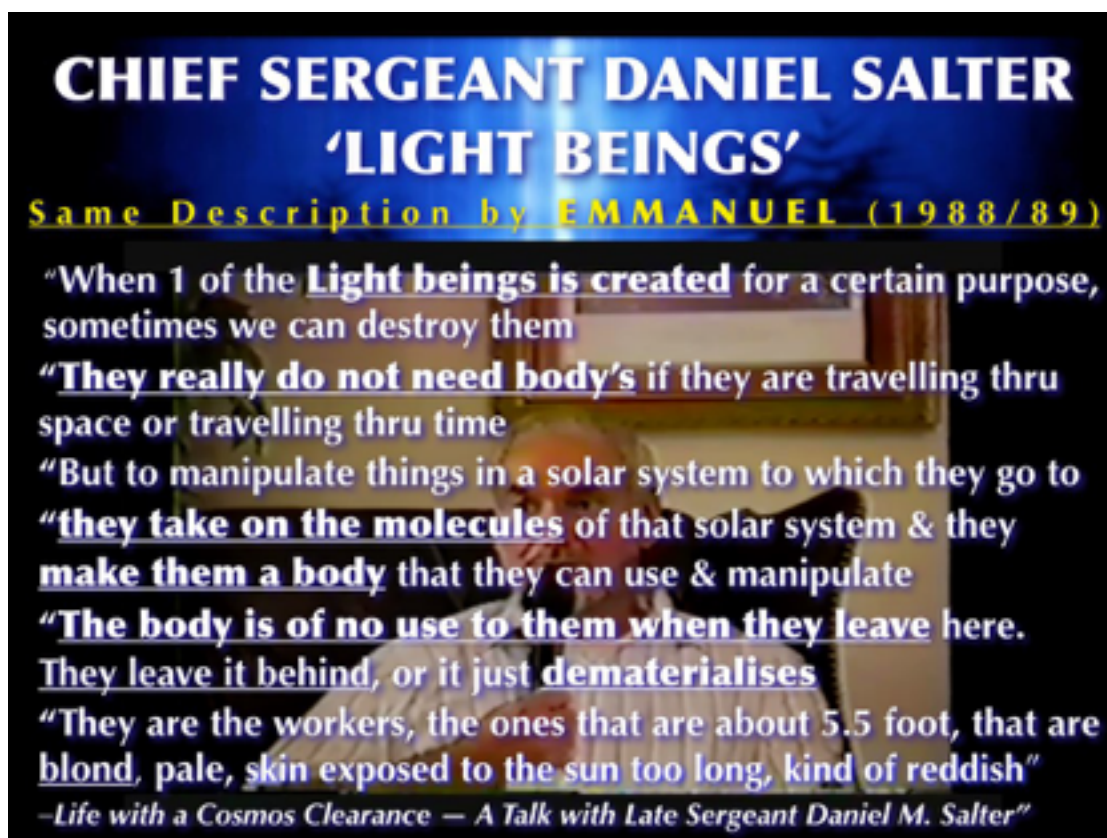 CHIEF SERGEANT DANIEL SALTER
‘LIGHT BEINGS’
Same Description by EMMANUEL (1988/89)
“When 1 of the Light beings is created for a certain purpose,
sometimes we can destroy them
“They really do not need body’s if they are travelling thru
space or travelling thru time
“But to manipulate things in a solar system to which they go to
“they take on the molecules of that solar system & they
make them a body that they can use & manipulate
“The body is of no use to them when they leave here.
They leave it behind, or it just dematerialises
“They are the workers, the ones that are about 5.5 foot, that are
blond, pale, skin exposed to the sun too long, kind of reddish”
–Life with a Cosmos Clearance — A Talk with Late Sergeant Daniel M. Salter”